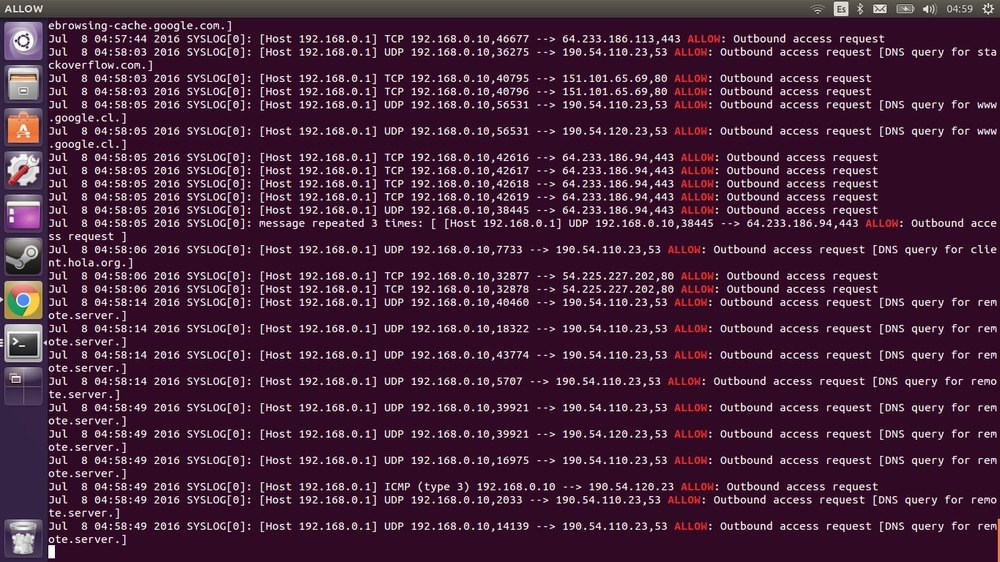 ALLOW
Es
04:59
ebrowsing-cache.google.com.]
Jul  8 04:57:44 2016 SYSLOG[0]: [Host 192.168.0.1] TCP 192.168.0.10,46677 --> 64.233.186.113,443 ALLOW: Outbound access request
Jul  8 04:58:03 2016 SYSLOG[0]: [Host 192.168.0.1] UDP 192.168.0.10,36275 --> 190.54.110.23,53 ALLOW: Outbound access request [DNS query for sta
ckoverflow.com.]
Jul  8 04:58:03 2016 SYSLOG[0]: [Host 192.168.0.1] TCP 192.168.0.10,40795 --> 151.101.65.69,80 ALLOW: Outbound access request
Jul  8 04:58:03 2016 SYSLOG[0]: [Host 192.168.0.1] TCP 192.168.0.10,40796 --> 151.101.65.69,80 ALLOW: Outbound access request
Jul  8 04:58:05 2016 SYSLOG[0]: [Host 192.168.0.1] UDP 192.168.0.10,56531 --> 190.54.110.23,53 ALLOW: Outbound access request [DNS query for www
.google.cl.]
Jul  8 04:58:05 2016 SYSLOG[0]: [Host 192.168.0.1] UDP 192.168.0.10,56531 --> 190.54.120.23,53 ALLOW: Outbound access request [DNS query for www
.google.cl.]
Jul  8 04:58:05 2016 SYSLOG[0]: [Host 192.168.0.1] TCP 192.168.0.10,42616 --> 64.233.186.94,443 ALLOW: Outbound access request
Jul  8 04:58:05 2016 SYSLOG[0]: [Host 192.168.0.1] TCP 192.168.0.10,42617 --> 64.233.186.94,443 ALLOW: Outbound access request
Jul  8 04:58:05 2016 SYSLOG[0]: [Host 192.168.0.1] TCP 192.168.0.10,42618 --> 64.233.186.94,443 ALLOW: Outbound access request
Jul  8 04:58:05 2016 SYSLOG[0]: [Host 192.168.0.1] TCP 192.168.0.10,42619 --> 64.233.186.94,443 ALLOW: Outbound access request
Jul  8 04:58:05 2016 SYSLOG[0]: [Host 192.168.0.1] UDP 192.168.0.10,38445 --> 64.233.186.94,443 ALLOW: Outbound access request
Jul  8 04:58:05 2016 SYSLOG[0]: message repeated 3 times: [ [Host 192.168.0.1] UDP 192.168.0.10,38445 --> 64.233.186.94,443 ALLOW: Outbound acce
ss request ]
Jul  8 04:58:06 2016 SYSLOG[0]: [Host 192.168.0.1] UDP 192.168.0.10,7733 --> 190.54.110.23,53 ALLOW: Outbound access request [DNS query for clie
nt.hola.org.]
Jul  8 04:58:06 2016 SYSLOG[0]: [Host 192.168.0.1] TCP 192.168.0.10,32877 --> 54.225.227.202,80 ALLOW: Outbound access request
Jul  8 04:58:06 2016 SYSLOG[0]: [Host 192.168.0.1] TCP 192.168.0.10,32878 --> 54.225.227.202,80 ALLOW: Outbound access request
Jul  8 04:58:14 2016 SYSLOG[0]: [Host 192.168.0.1] UDP 192.168.0.10,40460 --> 190.54.110.23,53 ALLOW: Outbound access request [DNS query for rem
ote.server.]
Jul  8 04:58:14 2016 SYSLOG[0]: [Host 192.168.0.1] UDP 192.168.0.10,18322 --> 190.54.110.23,53 ALLOW: Outbound access request [DNS query for rem
ote.server.]
Jul  8 04:58:14 2016 SYSLOG[0]: [Host 192.168.0.1] UDP 192.168.0.10,43774 --> 190.54.110.23,53 ALLOW: Outbound access request [DNS query for rem
ote.server.]
Jul  8 04:58:14 2016 SYSLOG[0]: [Host 192.168.0.1] UDP 192.168.0.10,5707 --> 190.54.110.23,53 ALLOW: Outbound access request [DNS query for remo
te.server.]
Jul  8 04:58:49 2016 SYSLOG[0]: [Host 192.168.0.1] UDP 192.168.0.10,39921 --> 190.54.110.23,53 ALLOW: Outbound access request [DNS query for rem
ote.server.]
Jul  8 04:58:49 2016 SYSLOG[0]: [Host 192.168.0.1] UDP 192.168.0.10,39921 --> 190.54.120.23,53 ALLOW: Outbound access request [DNS query for rem
ote.server.]
Jul  8 04:58:49 2016 SYSLOG[0]: [Host 192.168.0.1] UDP 192.168.0.10,16975 --> 190.54.110.23,53 ALLOW: Outbound access request [DNS query for rem
ote.server.]
Jul  8 04:58:49 2016 SYSLOG[0]: [Host 192.168.0.1] ICMP (type 3) 192.168.0.10 --> 190.54.120.23 ALLOW: Outbound access request
Jul  8 04:58:49 2016 SYSLOG[0]: [Host 192.168.0.1] UDP 192.168.0.10,2033 --> 190.54.110.23,53 ALLOW: Outbound access request [DNS query for remo
te.server.]
Jul  8 04:58:49 2016 SYSLOG[0]: [Host 192.168.0.1] UDP 192.168.0.10,14139 --> 190.54.110.23,53 ALLOW: Outbound access request [DNS query for rem
ote.server.]